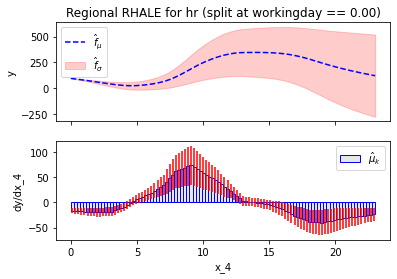 Regional RHALE for hr (split at workingday == 0.00)
y
500
250
0
−250
f̂_μ
f̂_σ
dy/dx_4
100
50
0
−50
μ̂_k
0
5
10
15
20
x_4